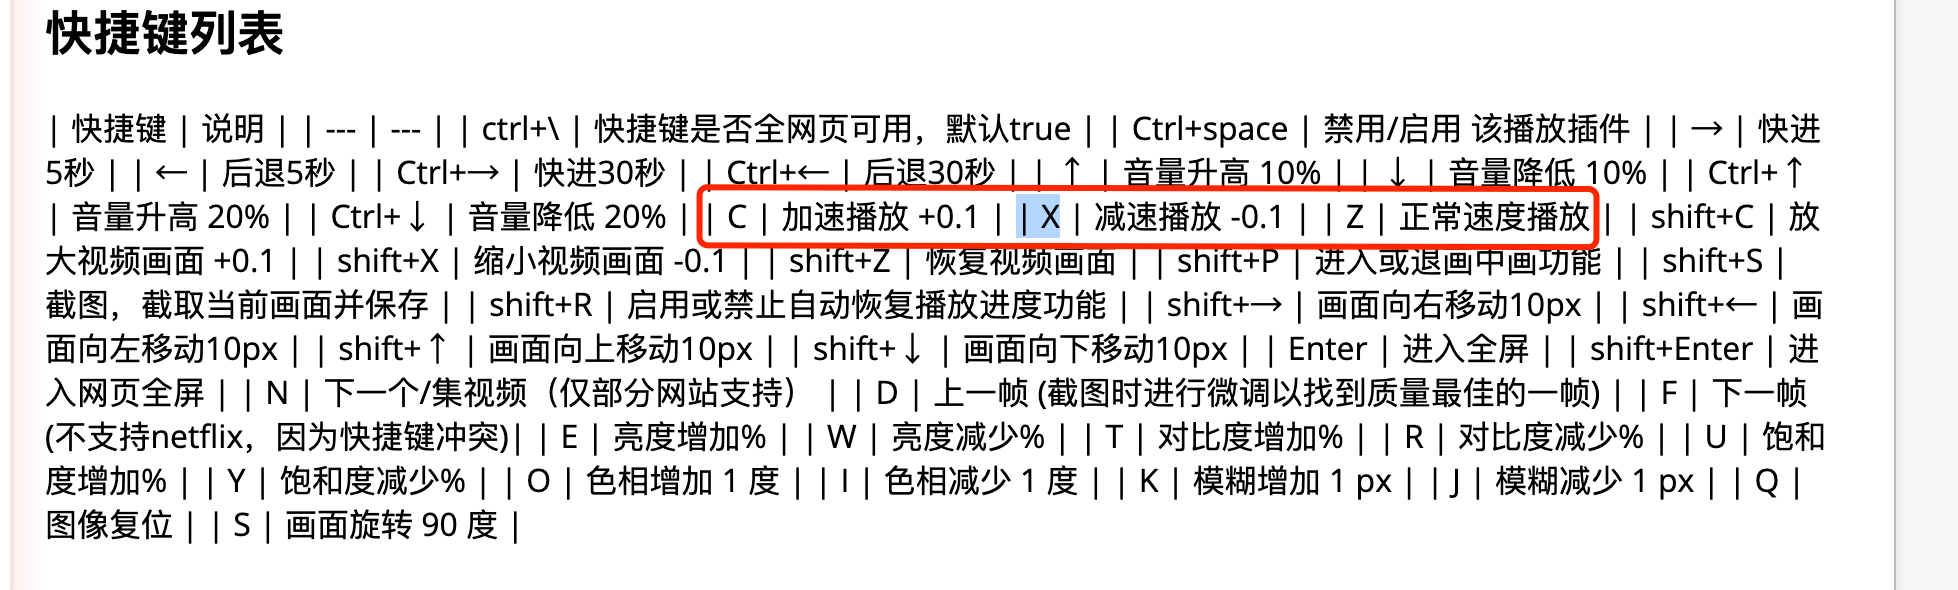 快捷键列表
| 快捷键 | 说明 | | --- | --- | | ctrl+\ | 快捷键是否全网页可用，默认true | | Ctrl+space | 禁用/启用 该播放插件 | | → | 快进
5秒 | | ← | 后退5秒 | | Ctrl+→ | 快进30秒 | | Ctrl+← | 后退30秒 | | ↑ | 音量升高 10% | | ↓ | 音量降低 10% | | Ctrl+↑
| 音量升高 20% | | Ctrl+↓ | 音量降低 20% | | C | 加速播放 +0.1 | | X | 减速播放 -0.1 | | Z | 正常速度播放 | | shift+C | 放
大视频画面 +0.1 | | shift+X | 缩小视频画面 -0.1 | | shift+Z | 恢复视频画面 | | shift+P | 进入或退画中画功能 | | shift+S |
截图，截取当前画面并保存 | | shift+R | 启用或禁止自动恢复播放进度功能 | | shift+→ | 画面向右移动10px | | shift+← | 画
面向左移动10px | | shift+↑ | 画面向上移动10px | | shift+↓ | 画面向下移动10px | | Enter | 进入全屏 | | shift+Enter | 进
入网页全屏 | | N | 下一个/集视频（仅部分网站支持） | | D | 上一帧 (截图时进行微调以找到质量最佳的一帧) | | F | 下一帧
(不支持netflix，因为快捷键冲突)| | E | 亮度增加% | | W | 亮度减少% | | T | 对比度增加% | | R | 对比度减少% | | U | 饱和
度增加% | | Y | 饱和度减少% | | O | 色相增加 1 度 | | I | 色相减少 1 度 | | K | 模糊增加 1 px | | J | 模糊减少 1 px | | Q |
图像复位 | | S | 画面旋转 90 度 |